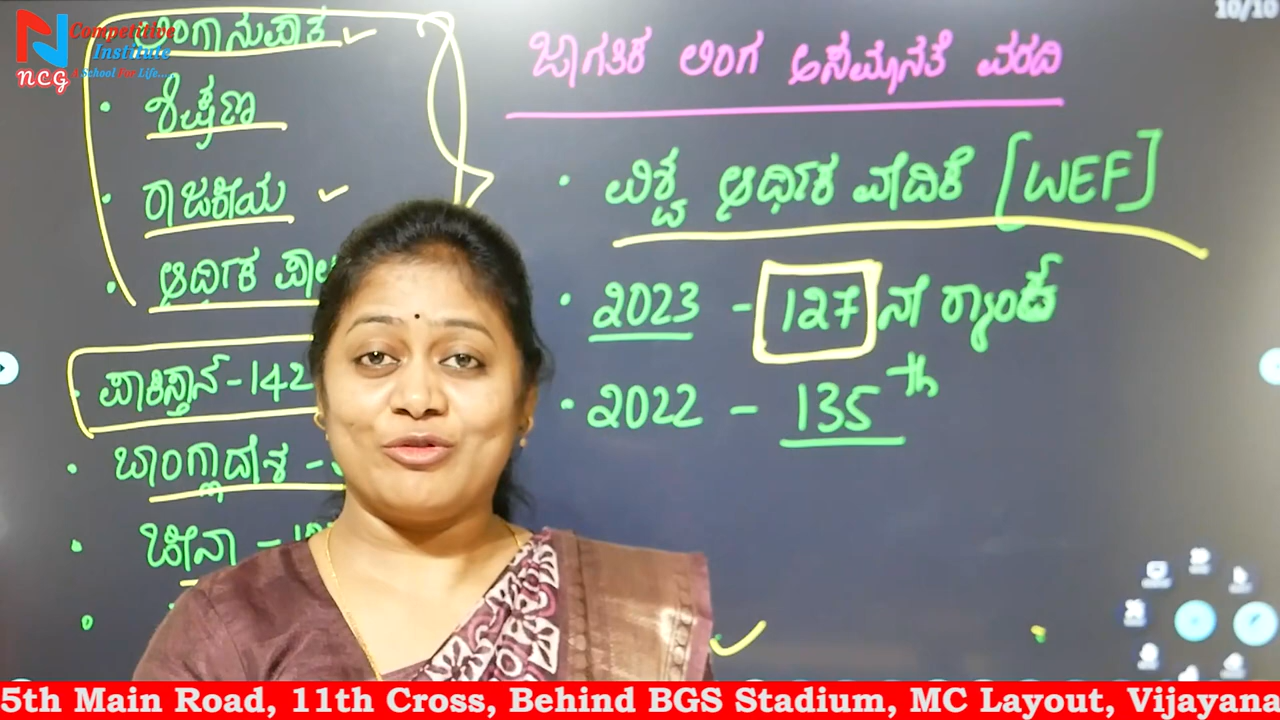 10/10
Competitive
Institute
NCG A School For Life.....
ಲಿಂಗಾನುಪಾತ
• ಶಿಕ್ಷಣ
• ರಾಜಕೀಯ
• ಆರ್ಥಿಕ
ಪಾಕಿಸ್ತಾನ - 142
• ಬಾಂಗ್ಲಾದೇಶ -
• ಚೀನಾ -
ಜಾಗತಿಕ ಲಿಂಗ ಅಸಮಾನತೆ ವರದಿ
• ವಿಶ್ವ ಆರ್ಥಿಕ ವೇದಿಕೆ [WEF]
• 2023 - 127ನೇ ರ‍್ಯಾಂಕ್
• 2022 - 135th
5th Main Road, 11th Cross, Behind BGS Stadium, MC Layout, Vijayana